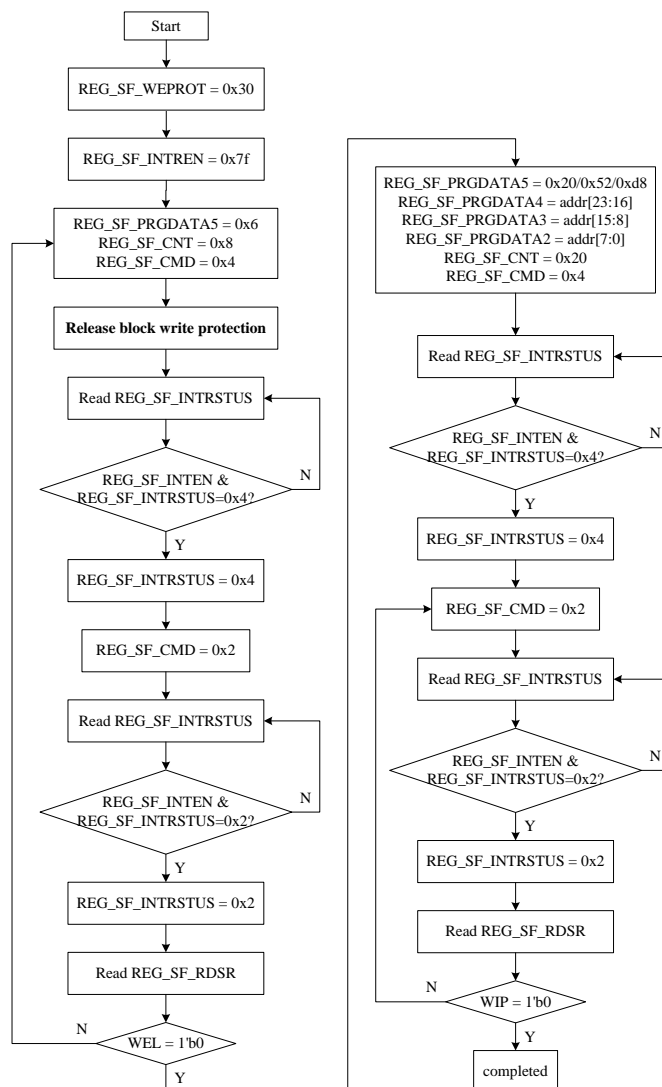 Start
REG_SF_WEPROT = 0x30
REG_SF_INTREN = 0x7f
REG_SF_PRGDATA5 = 0x6
REG_SF_CNT = 0x8
REG_SF_CMD = 0x4
Release block write protection
Read REG_SF_INTRSTUS
REG_SF_INTEN &
REG_SF_INTRSTUS=0x4?
N
Y
REG_SF_INTRSTUS = 0x4
REG_SF_CMD = 0x2
Read REG_SF_INTRSTUS
REG_SF_INTEN &
REG_SF_INTRSTUS=0x2?
N
Y
REG_SF_INTRSTUS = 0x2
Read REG_SF_RDSR
N
WEL = 1'b0
Y
REG_SF_PRGDATA5 = 0x20/0x52/0xd8
REG_SF_PRGDATA4 = addr[23:16]
REG_SF_PRGDATA3 = addr[15:8]
REG_SF_PRGDATA2 = addr[7:0]
REG_SF_CNT = 0x20
REG_SF_CMD = 0x4
Read REG_SF_INTRSTUS
REG_SF_INTEN &
REG_SF_INTRSTUS=0x4?
N
Y
REG_SF_INTRSTUS = 0x4
REG_SF_CMD = 0x2
Read REG_SF_INTRSTUS
REG_SF_INTEN &
REG_SF_INTRSTUS=0x2?
N
Y
REG_SF_INTRSTUS = 0x2
Read REG_SF_RDSR
N
WIP = 1'b0
Y
completed